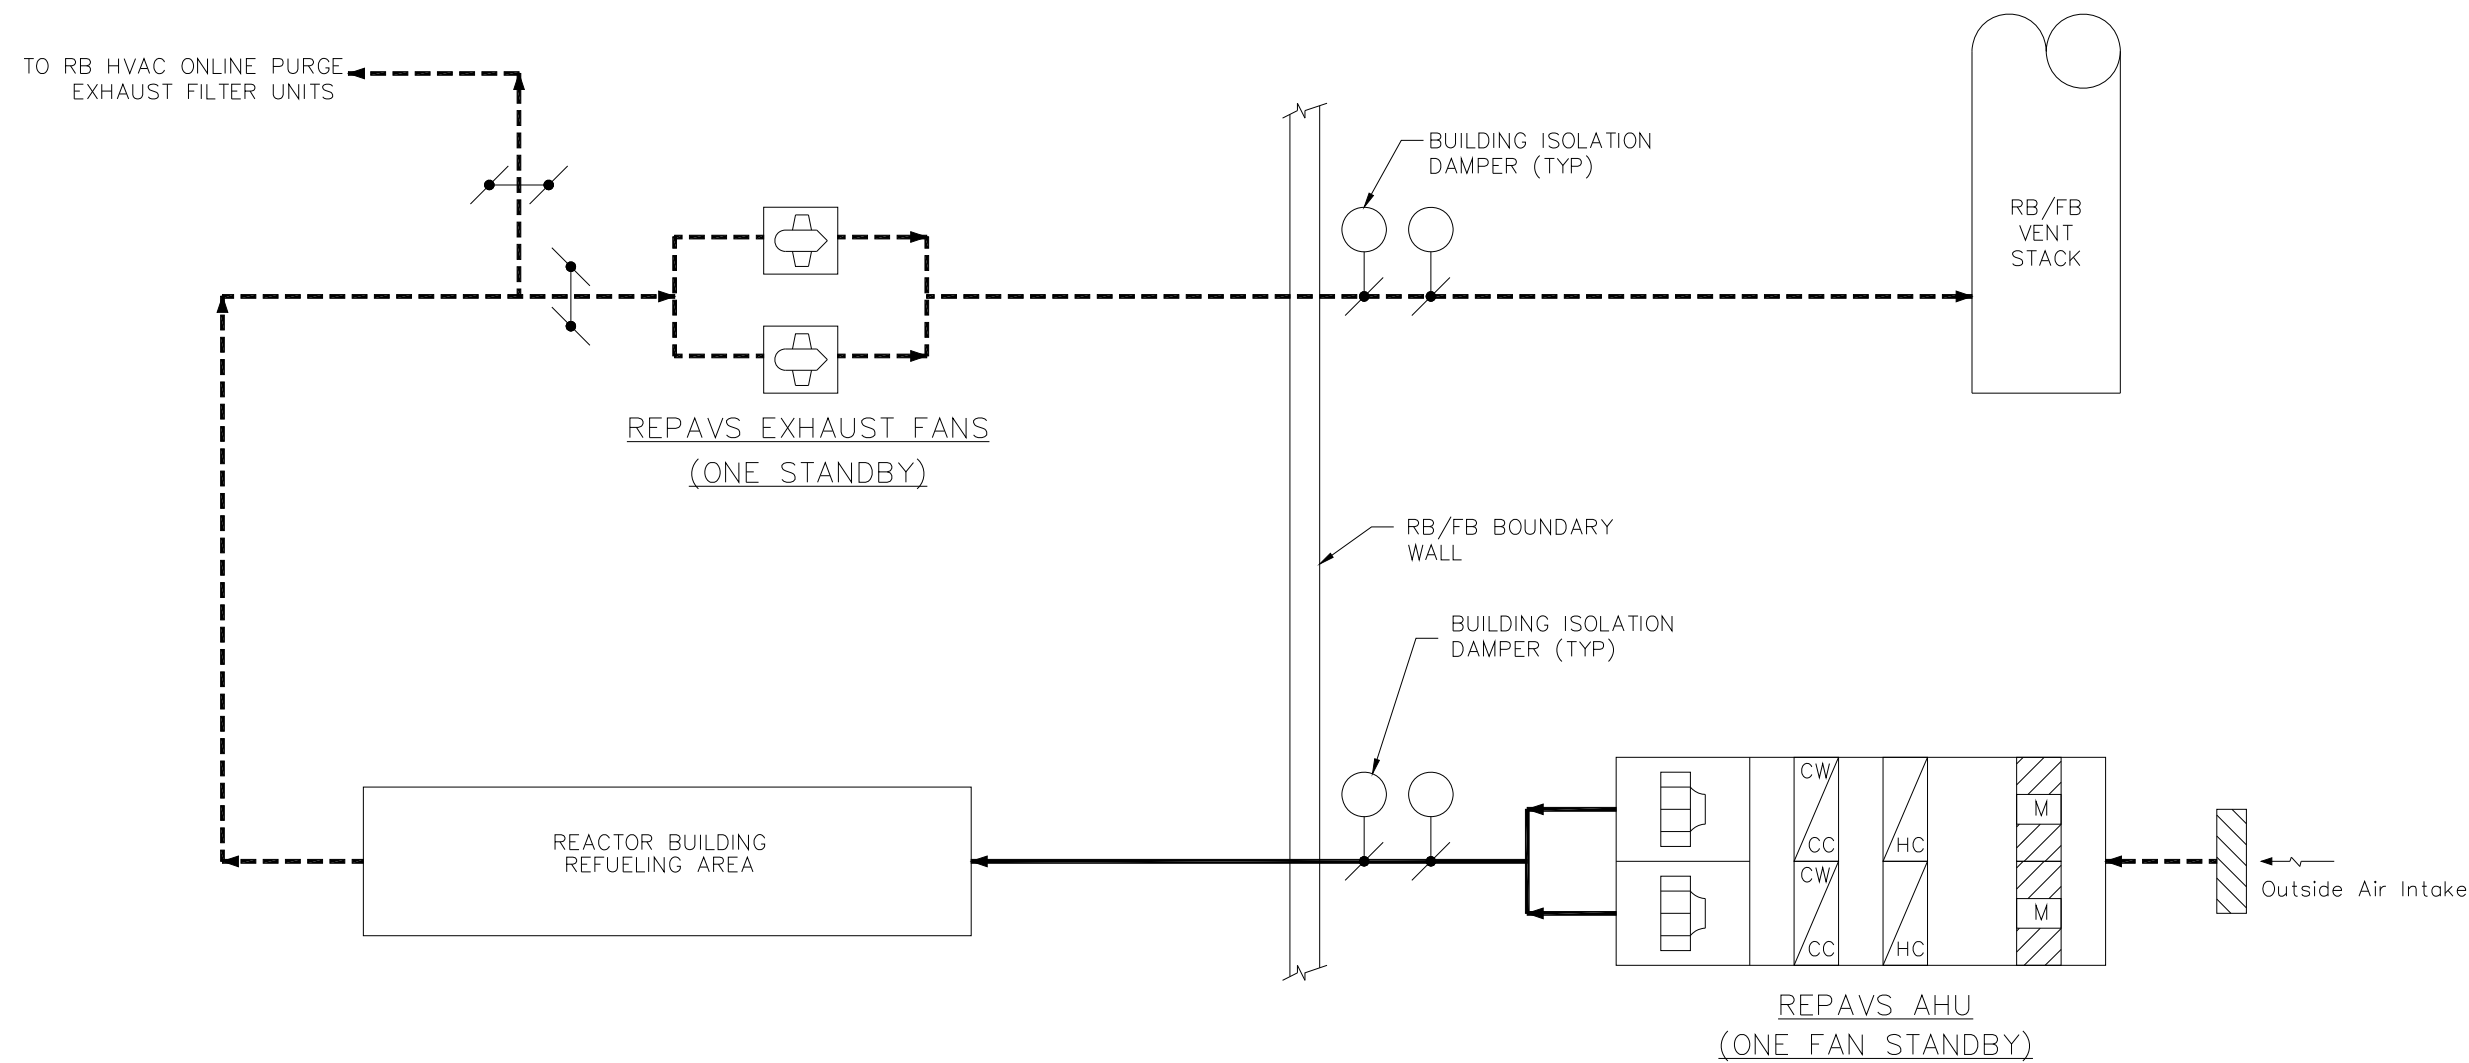 TO RB HVAC ONLINE PURGE
EXHAUST FILTER UNITS
BUILDING ISOLATION
DAMPER (TYP)
RB/FB
VENT
STACK
REPAVS EXHAUST FANS
(ONE STANDBY)
RB/FB BOUNDARY
WALL
BUILDING ISOLATION
DAMPER (TYP)
REACTOR BUILDING
REFUELING AREA
CW
CC
HC
M
CW
CC
HC
M
Outside Air Intake
REPAVS AHU
(ONE FAN STANDBY)